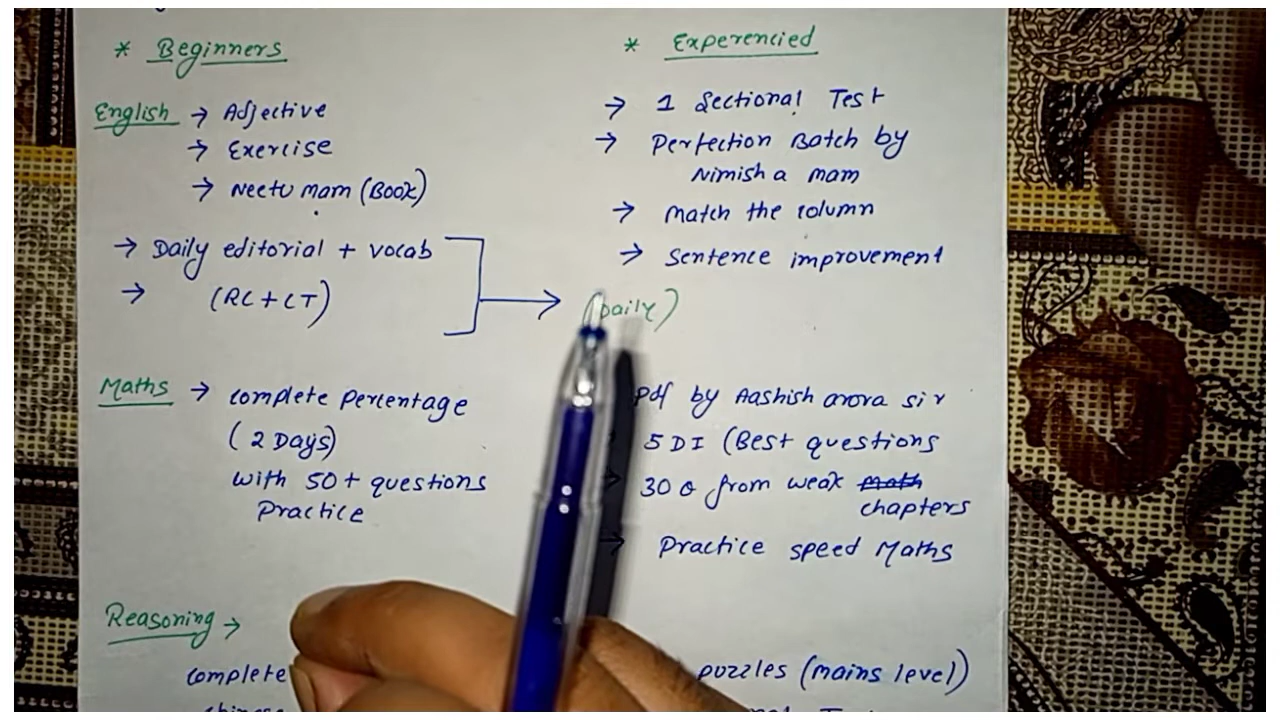 * Beginners
English → Adjective
→ Exercise
→ Neetu mam (Book)
→ Daily editorial + vocab
→ (RC + CT)
→ (Daily)
Maths → complete percentage
(2 Days)
with 50+ questions
Practice
Reasoning →
complete
* Experencied
→ 1 Sectional Test
→ Perfection Batch by
Nimisha mam
→ Match the column
→ Sentence improvement
pdf by Aashish arora sir
5 DI (Best questions
→ 30 Q from weak math
chapters
→ Practice speed Maths
puzzles (mains level)